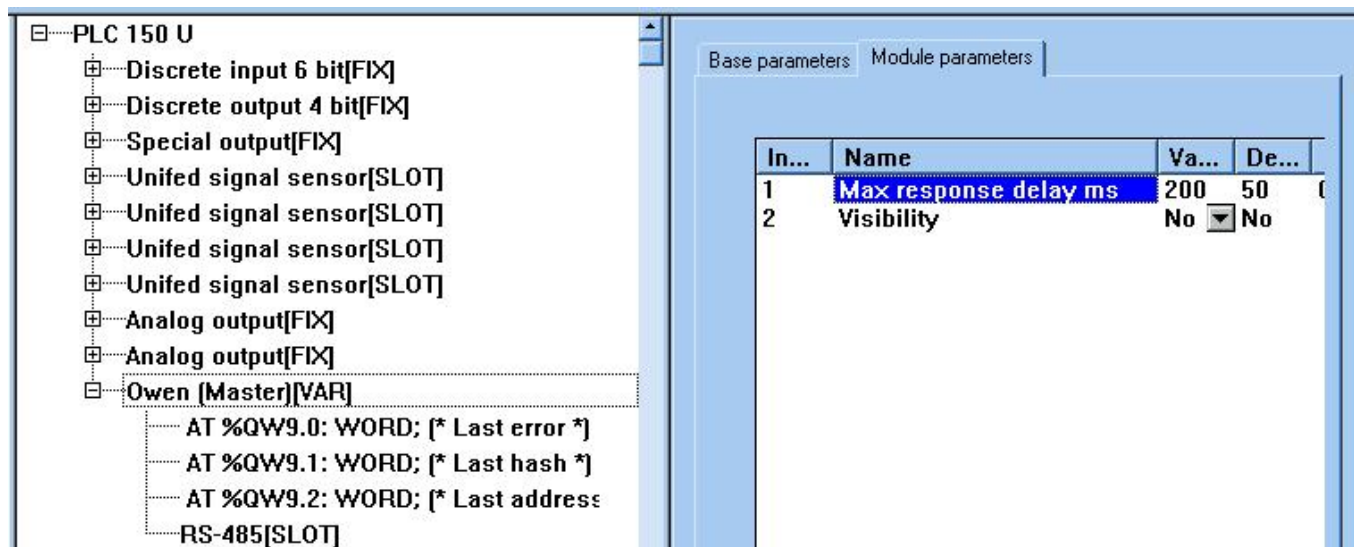 PLC 150 U
Discrete input 6 bit[FIX]
Discrete output 4 bit[FIX]
Special output[FIX]
Unifed signal sensor[SLOT]
Unifed signal sensor[SLOT]
Unifed signal sensor[SLOT]
Unifed signal sensor[SLOT]
Analog output[FIX]
Analog output[FIX]
Owen (Master)[VAR]
AT %QW9.0: WORD; (* Last error *)
AT %QW9.1: WORD; (* Last hash *)
AT %QW9.2: WORD; (* Last address
RS-485[SLOT]
Base parameters Module parameters
In... Name Va... De...
1 Max response delay ms 200 50
2 Visibility No No